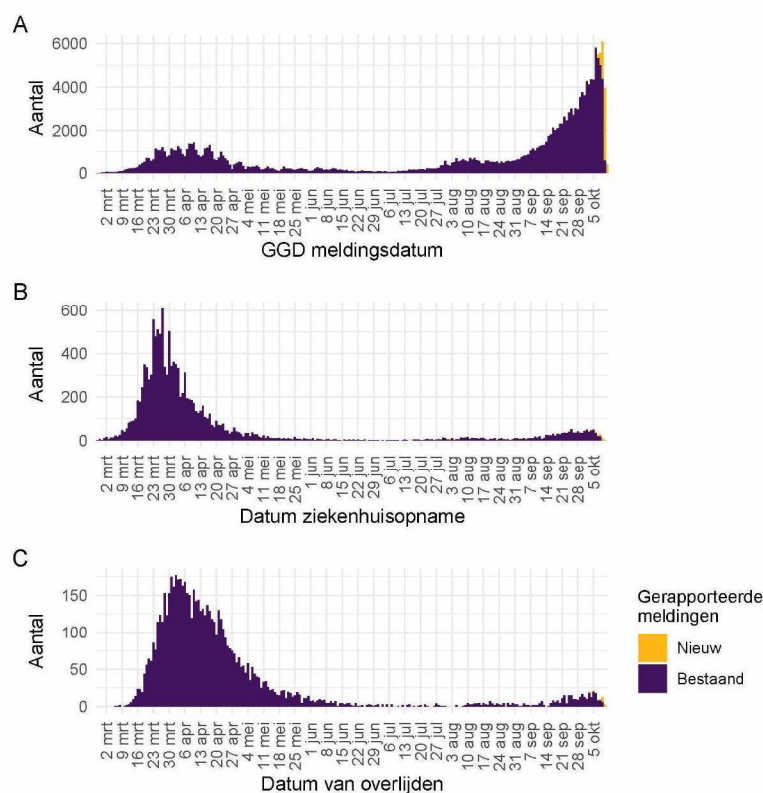 A
6000
4000
2000
0
Aantal
2 mrt
9 mrt
16 mrt
23 mrt
30 mrt
6 apr
13 apr
20 apr
27 apr
4 mei
11 mei
18 mei
25 mei
1 jun
8 jun
15 jun
22 jun
29 jun
6 jul
13 jul
20 jul
27 jul
3 aug
10 aug
17 aug
24 aug
31 aug
7 sep
14 sep
21 sep
28 sep
5 okt
GGD meldingsdatum
B
600
400
200
0
Aantal
2 mrt
9 mrt
16 mrt
23 mrt
30 mrt
6 apr
13 apr
20 apr
27 apr
4 mei
11 mei
18 mei
25 mei
1 jun
8 jun
15 jun
22 jun
29 jun
6 jul
13 jul
20 jul
27 jul
3 aug
10 aug
17 aug
24 aug
31 aug
7 sep
14 sep
21 sep
28 sep
5 okt
Datum ziekenhuisopname
C
150
100
50
0
Aantal
2 mrt
9 mrt
16 mrt
23 mrt
30 mrt
6 apr
13 apr
20 apr
27 apr
4 mei
11 mei
18 mei
25 mei
1 jun
8 jun
15 jun
22 jun
29 jun
6 jul
13 jul
20 jul
27 jul
3 aug
10 aug
17 aug
24 aug
31 aug
7 sep
14 sep
21 sep
28 sep
5 okt
Datum van overlijden
Gerapporteerde
meldingen
Nieuw
Bestaand